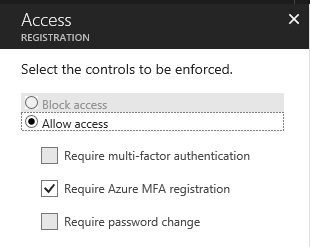 Access
REGISTRATION
Select the controls to be enforced.
Block access
Allow access
Require multi-factor authentication
Require Azure MFA registration
Require password change